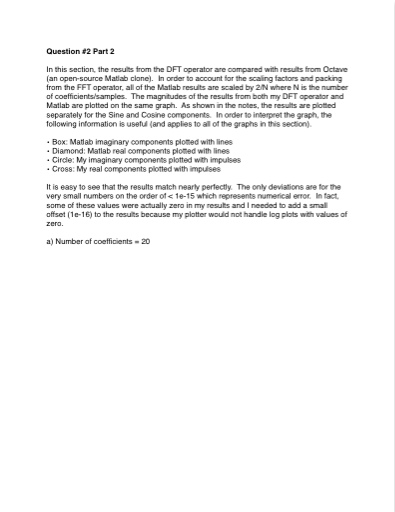 Question #2 Part 2
In this section, the results from the DFT operator are compared with results from Octave
(an open-source Matlab clone). In order to account for the scaling factors and packing
from the FFT operator, all of the Matlab results are scaled by 2/N where N is the number
of coefficients/samples. The magnitudes of the results from both my DFT operator and
Matlab are plotted on the same graph. As shown in the notes, the results are plotted
separately for the Sine and Cosine components. In order to interpret the graph, the
following information is useful (and applies to all of the graphs in this section).
• Box: Matlab imaginary components plotted with lines
• Diamond: Matlab real components plotted with lines
• Circle: My imaginary components plotted with impulses
• Cross: My real components plotted with impulses
It is easy to see that the results match nearly perfectly. The only deviations are for the
very small numbers on the order of < 1e-15 which represents numerical error. In fact,
some of these values were actually zero in my results and I needed to add a small
offset (1e-16) to the results because my plotter would not handle log plots with values of
zero.
a) Number of coefficients = 20